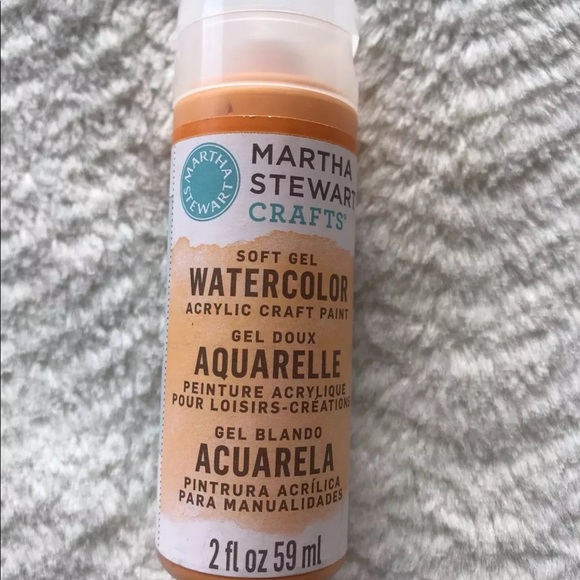 MARTHA
STEWART
MARTHA
STEWART
CRAFTS®
SOFT GEL
WATERCOLOR
ACRYLIC CRAFT PAINT
GEL DOUX
AQUARELLE
PEINTURE ACRYLIQUE
POUR LOISIRS-CRÉATIONS
GEL BLANDO
ACUARELA
PINTRURA ACRÍLICA
PARA MANUALIDADES
2 fl oz 59 ml